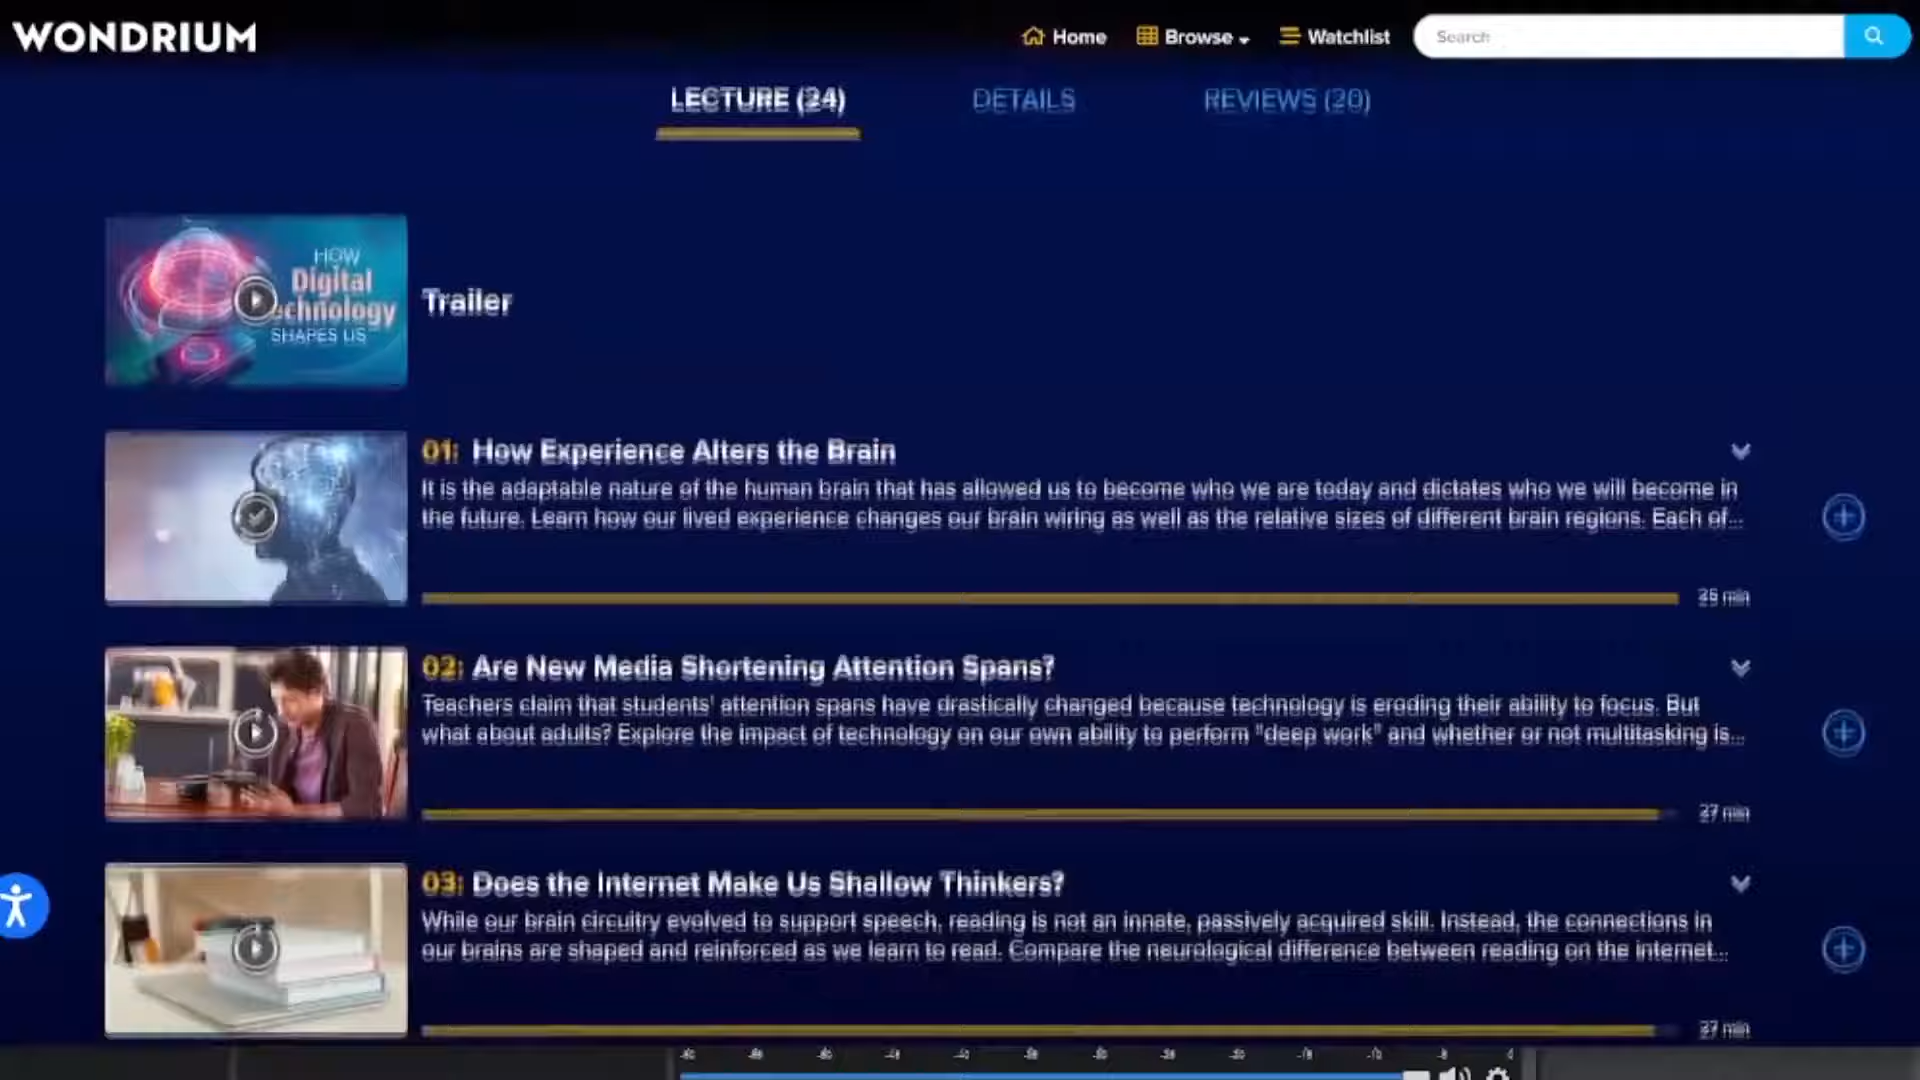 WONDRIUM
Home
Browse
Watchlist
Search
LECTURE (24)
DETAILS
REVIEWS (20)
HOW
Digital
Technology
SHAPES US
Trailer
01: How Experience Alters the Brain
It is the adaptable nature of the human brain that has allowed us to become who we are today and dictates who we will become in
the future. Learn how our lived experience changes our brain wiring as well as the relative sizes of different brain regions. Each of...
25 min
02: Are New Media Shortening Attention Spans?
Teachers claim that students' attention spans have drastically changed because technology is eroding their ability to focus. But
what about adults? Explore the impact of technology on our own ability to perform "deep work" and whether or not multitasking is...
27 min
03: Does the Internet Make Us Shallow Thinkers?
While our brain circuitry evolved to support speech, reading is not an innate, passively acquired skill. Instead, the connections in
our brains are shaped and reinforced as we learn to read. Compare the neurological difference between reading on the internet...
27 min